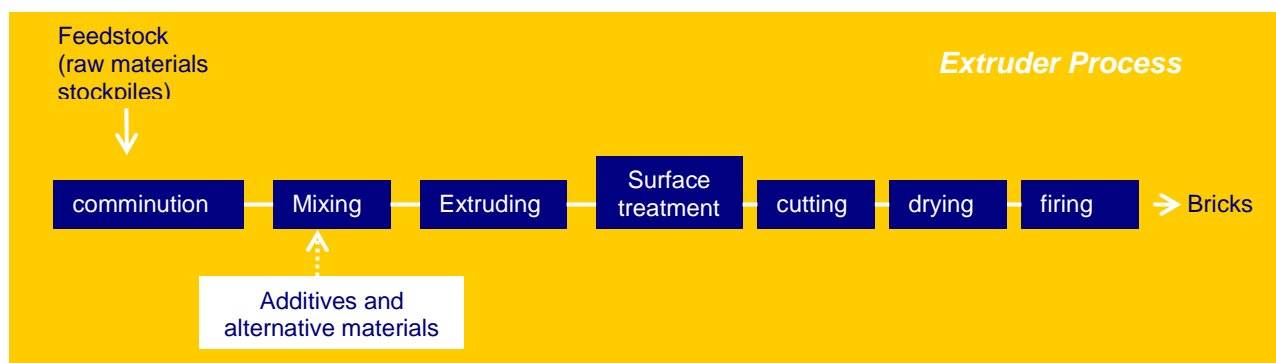 Feedstock
(raw materials
stockpiles)
Extruder Process
comminution
Mixing
Extruding
Surface
treatment
cutting
drying
firing
Bricks
Additives and
alternative materials